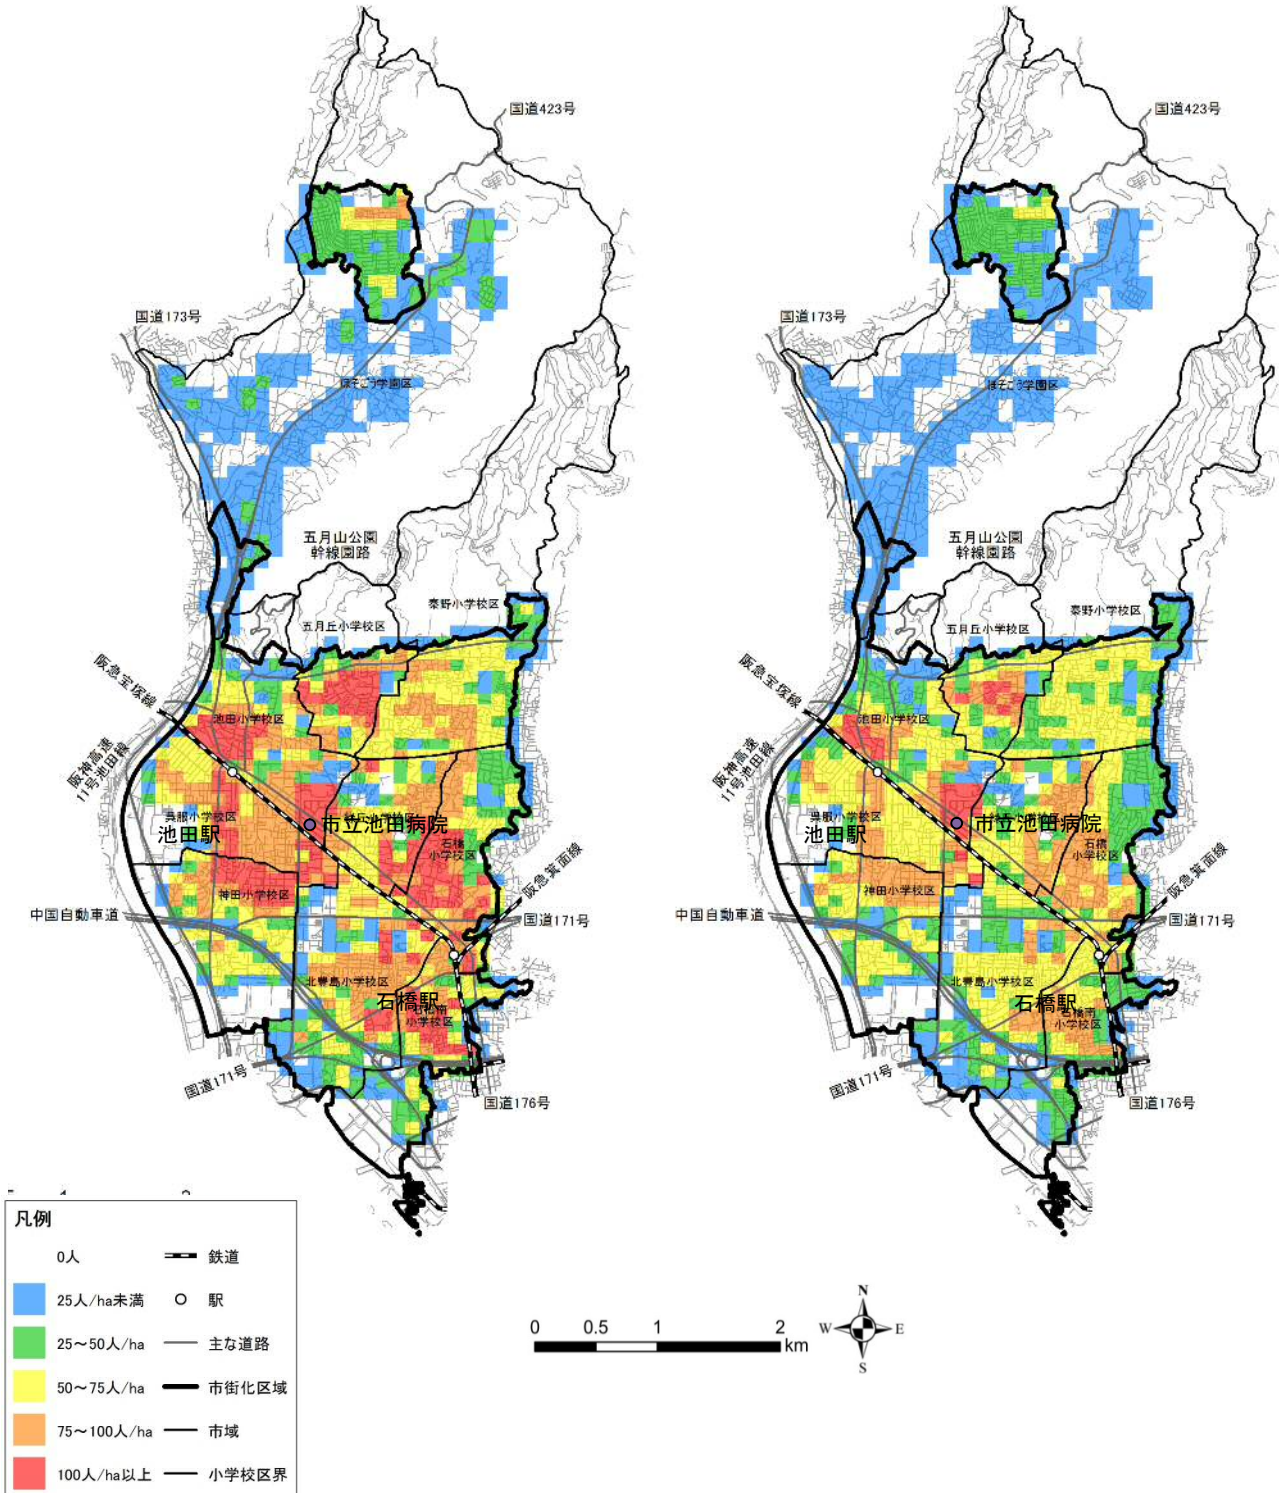 国道423号
国道173号
ほそごう学園区
五月山公園
幹線園路
秦野小学校区
五月丘小学校区
阪急宝塚線
池田小学校区
阪神高速
11号池田線
呉服小学校区
池田駅
市立池田病院
石橋
小学校区
神田小学校区
阪急箕面線
中国自動車道
国道171号
北豊島小学校区
石橋駅
小学校区
国道171号
国道176号
国道423号
国道173号
ほそごう学園区
五月山公園
幹線園路
秦野小学校区
五月丘小学校区
阪急宝塚線
池田小学校区
阪神高速
11号池田線
呉服小学校区
池田駅
市立池田病院
石橋
小学校区
神田小学校区
阪急箕面線
中国自動車道
国道171号
北豊島小学校区
石橋駅
石橋南
小学校区
国道171号
国道176号
凡例
0人 鉄道
25人/ha未満 駅
25～50人/ha 主な道路
50～75人/ha 市街化区域
75～100人/ha 市域
100人/ha以上 小学校区界
0 0.5 1 2
km
N
W E
S